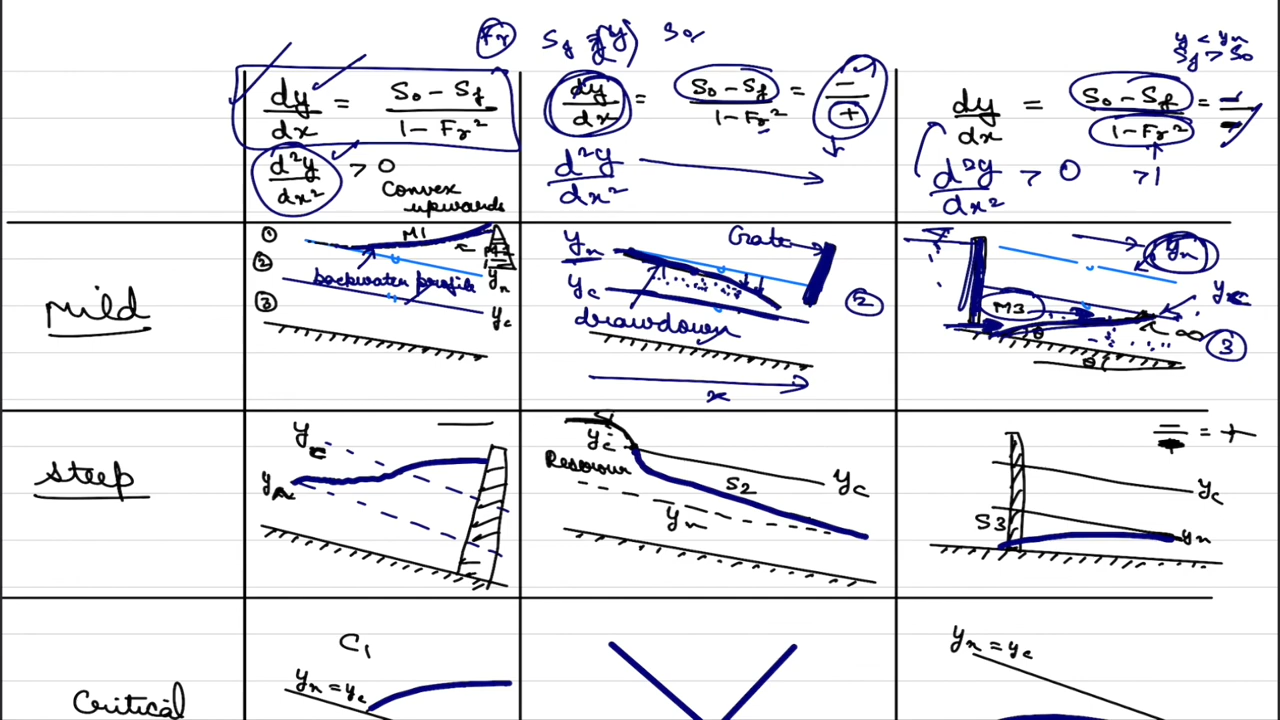 Fr Sf y) So
y < yn
Sf > So
dy/dx = So - Sf / 1 - Fr²
d²y/dx² > 0
Convex
upwards
dy/dx = So - Sf / 1 - Fr² = - / +
d²y/dx²
dy/dx = So - Sf / 1 - Fr² = - / -
d²y/dx² > 0 >1
Mild
① M1
② backwater profile yn
③ yc
yn Gate
yc ②
drawdown
x
yn
M3 yc
∞ ③
θ
Steep
yc
yn
yc
Reservour S2 yc
yn
- / - = +
yc
S3 yn
Critical
C1
yn = yc
yn = yc